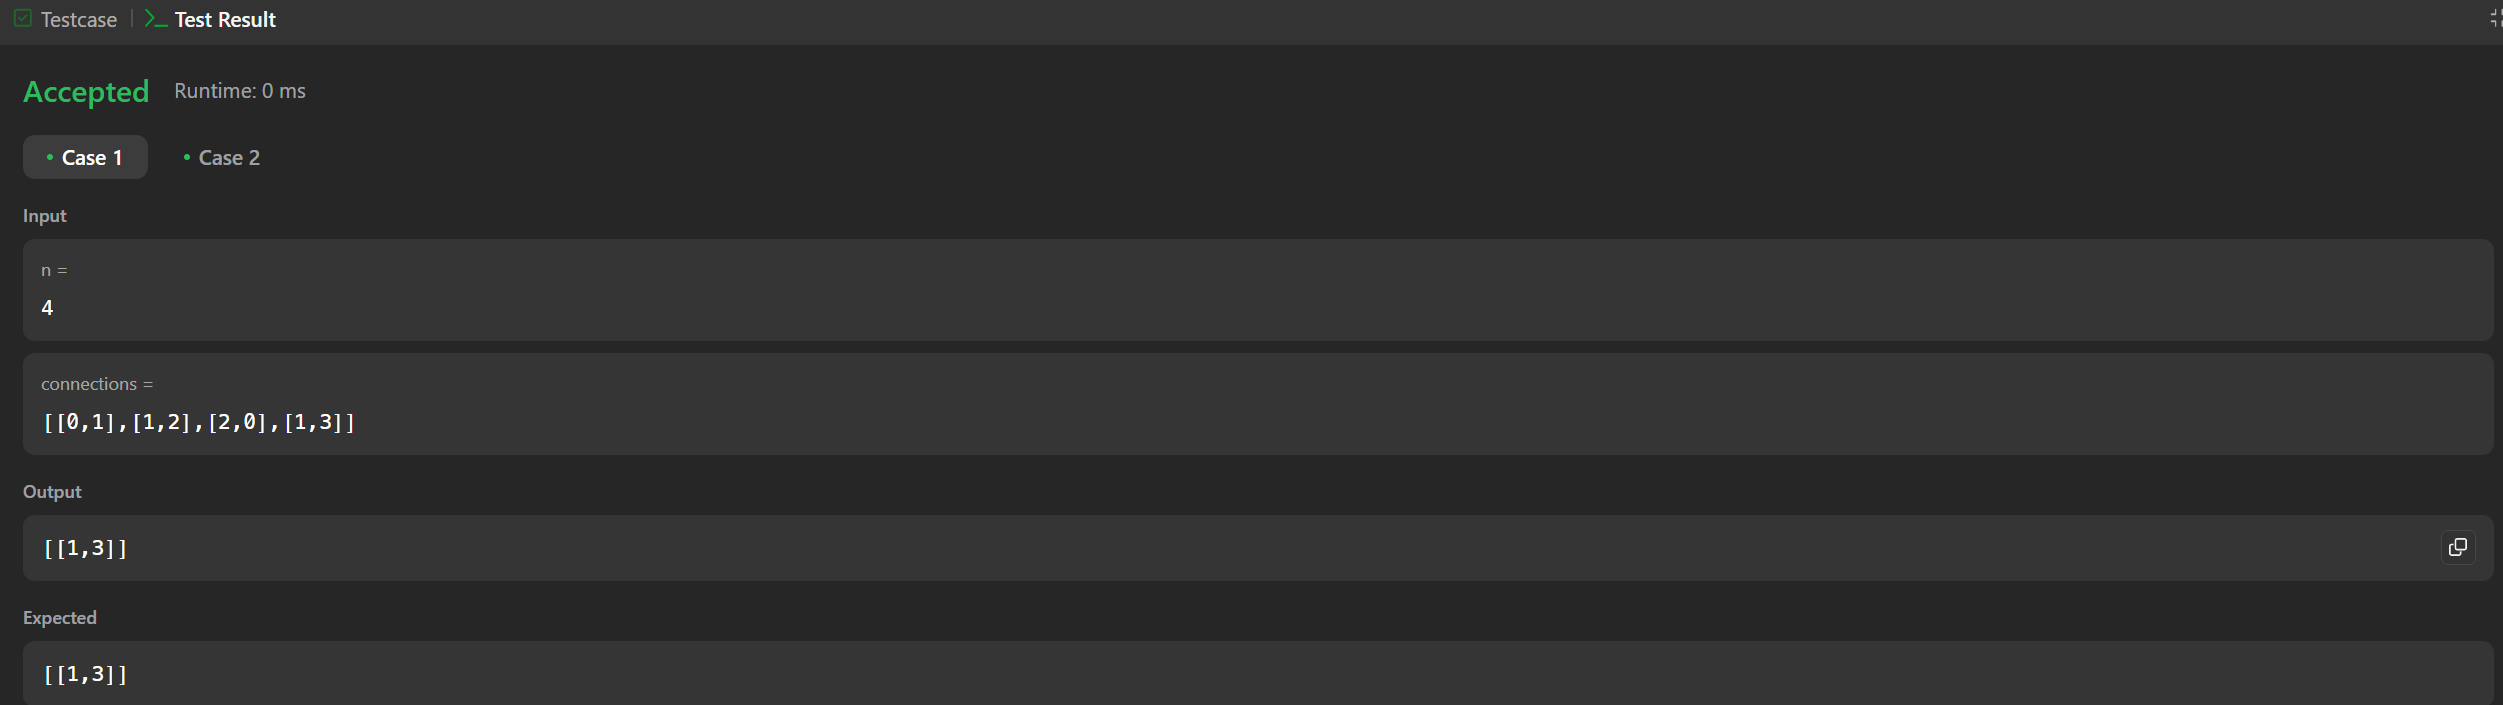 Testcase | Test Result
Accepted Runtime: 0 ms
Case 1 Case 2
Input
n =
4
connections =
[[0,1],[1,2],[2,0],[1,3]]
Output
[[1,3]]
Expected
[[1,3]]